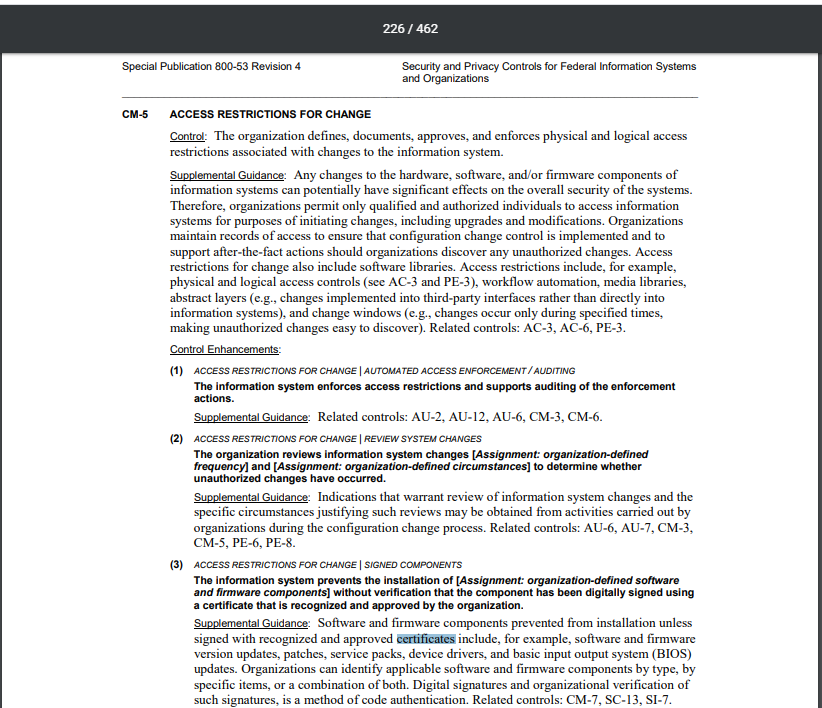 226 / 462
Special Publication 800-53 Revision 4
Security and Privacy Controls for Federal Information Systems
and Organizations
CM-5 ACCESS RESTRICTIONS FOR CHANGE
Control: The organization defines, documents, approves, and enforces physical and logical access
restrictions associated with changes to the information system.
Supplemental Guidance: Any changes to the hardware, software, and/or firmware components of
information systems can potentially have significant effects on the overall security of the systems.
Therefore, organizations permit only qualified and authorized individuals to access information
systems for purposes of initiating changes, including upgrades and modifications. Organizations
maintain records of access to ensure that configuration change control is implemented and to
support after-the-fact actions should organizations discover any unauthorized changes. Access
restrictions for change also include software libraries. Access restrictions include, for example,
physical and logical access controls (see AC-3 and PE-3), workflow automation, media libraries,
abstract layers (e.g., changes implemented into third-party interfaces rather than directly into
information systems), and change windows (e.g., changes occur only during specified times,
making unauthorized changes easy to discover). Related controls: AC-3, AC-6, PE-3.
Control Enhancements:
(1) ACCESS RESTRICTIONS FOR CHANGE | AUTOMATED ACCESS ENFORCEMENT / AUDITING
The information system enforces access restrictions and supports auditing of the enforcement
actions.
Supplemental Guidance: Related controls: AU-2, AU-12, AU-6, CM-3, CM-6.
(2) ACCESS RESTRICTIONS FOR CHANGE | REVIEW SYSTEM CHANGES
The organization reviews information system changes [Assignment: organization-defined
frequency] and [Assignment: organization-defined circumstances] to determine whether
unauthorized changes have occurred.
Supplemental Guidance: Indications that warrant review of information system changes and the
specific circumstances justifying such reviews may be obtained from activities carried out by
organizations during the configuration change process. Related controls: AU-6, AU-7, CM-3,
CM-5, PE-6, PE-8.
(3) ACCESS RESTRICTIONS FOR CHANGE | SIGNED COMPONENTS
The information system prevents the installation of [Assignment: organization-defined software
and firmware components] without verification that the component has been digitally signed using
a certificate that is recognized and approved by the organization.
Supplemental Guidance: Software and firmware components prevented from installation unless
signed with recognized and approved certificates include, for example, software and firmware
version updates, patches, service packs, device drivers, and basic input output system (BIOS)
updates. Organizations can identify applicable software and firmware components by type, by
specific items, or a combination of both. Digital signatures and organizational verification of
such signatures, is a method of code authentication. Related controls: CM-7, SC-13, SI-7.